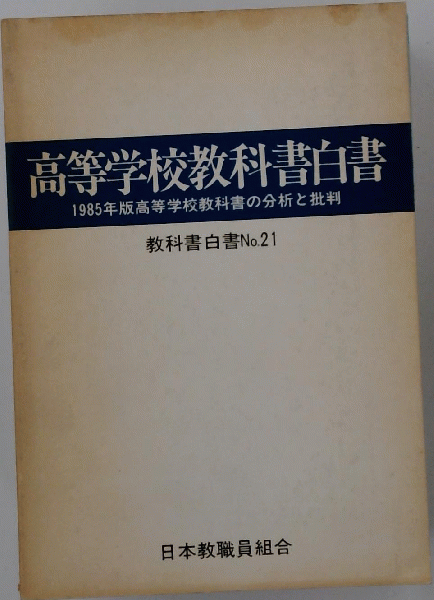 高等学校教科書白書
1985年版高等学校教科書の分析と批判
教科書白書No.21
日本教職員組合